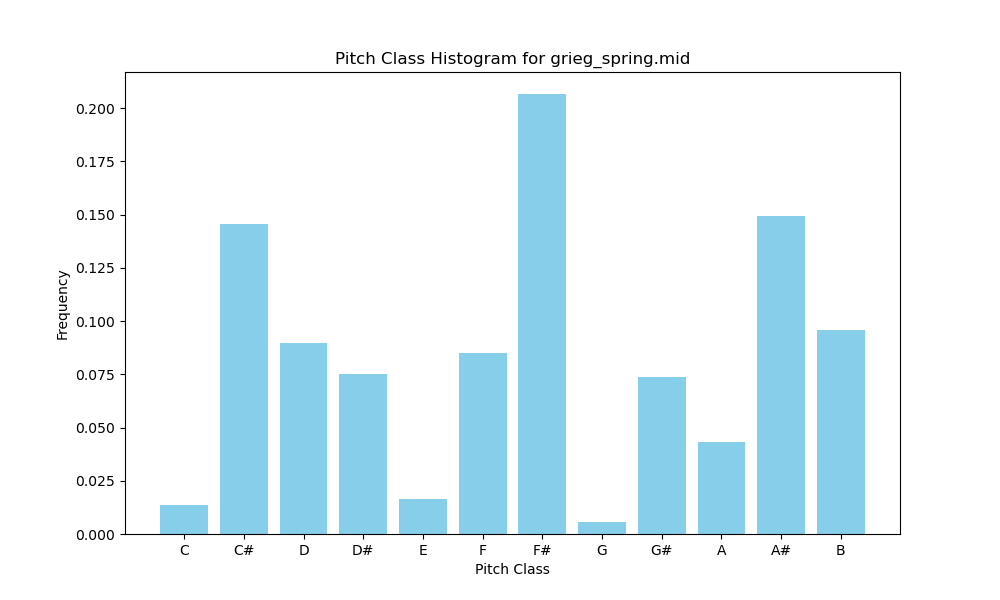 Pitch Class Histogram for grieg_spring.mid
0.200
0.175
0.150
0.125
0.100
0.075
0.050
0.025
0.000
Frequency
C C# D D# E F F# G G# A A# B
Pitch Class